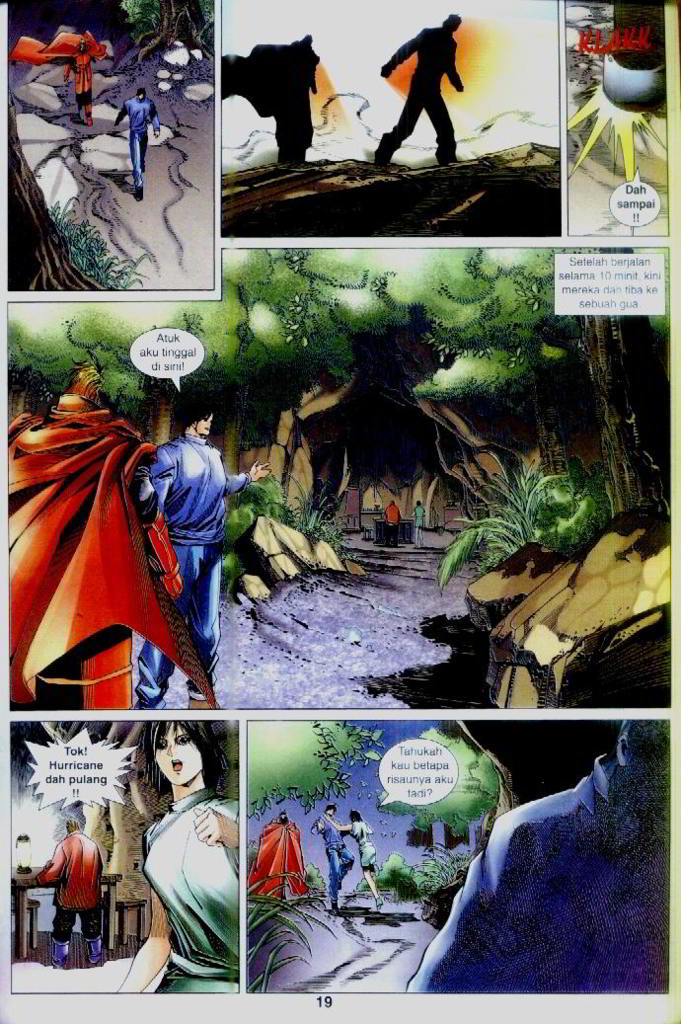 KLAKK
Dah
sampai
!!
Setelah berjalan
selama 10 minit, kini
mereka dah tiba ke
sebuah gua.
Atuk
aku tinggal
di sini!
Tok!
Hurricane
dah pulang
!!
Tahukah
kau betapa
risaunya aku
tadi?
19